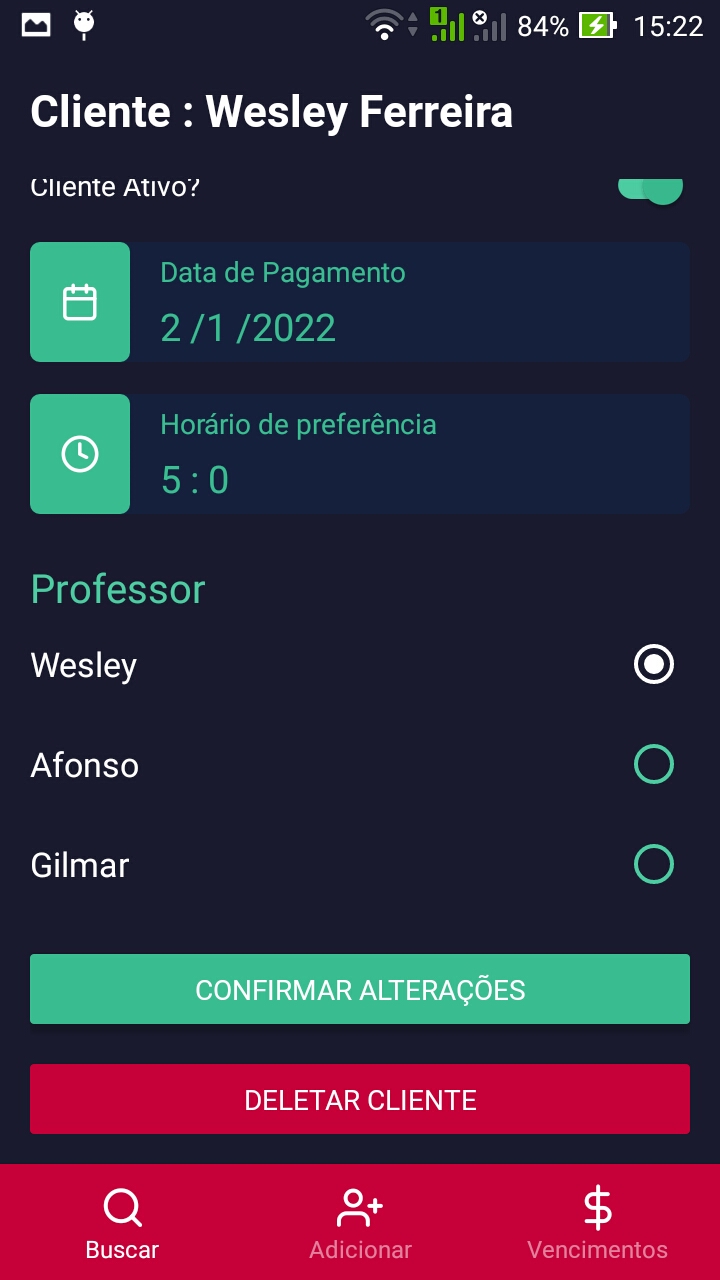 1 84% 15:22
Cliente : Wesley Ferreira
Cliente Ativo?
Data de Pagamento
2 /1 /2022
Horário de preferência
5 : 0
Professor
Wesley
Afonso
Gilmar
CONFIRMAR ALTERAÇÕES
DELETAR CLIENTE
Buscar Adicionar Vencimentos